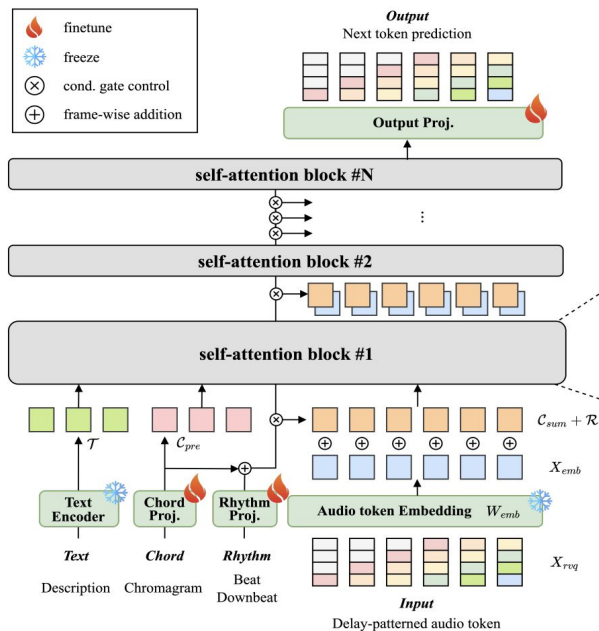 finetune
freeze
cond. gate control
frame-wise addition
Output
Next token prediction
Output Proj.
self-attention block #N
self-attention block #2
self-attention block #1
𝒯
𝒞pre
𝒞sum + ℛ
Xemb
Text
Encoder
Chord
Proj.
Rhythm
Proj.
Audio token Embedding Wemb
Text
Chord
Rhythm
Description
Chromagram
Beat
Downbeat
Xrvq
Input
Delay-patterned audio token